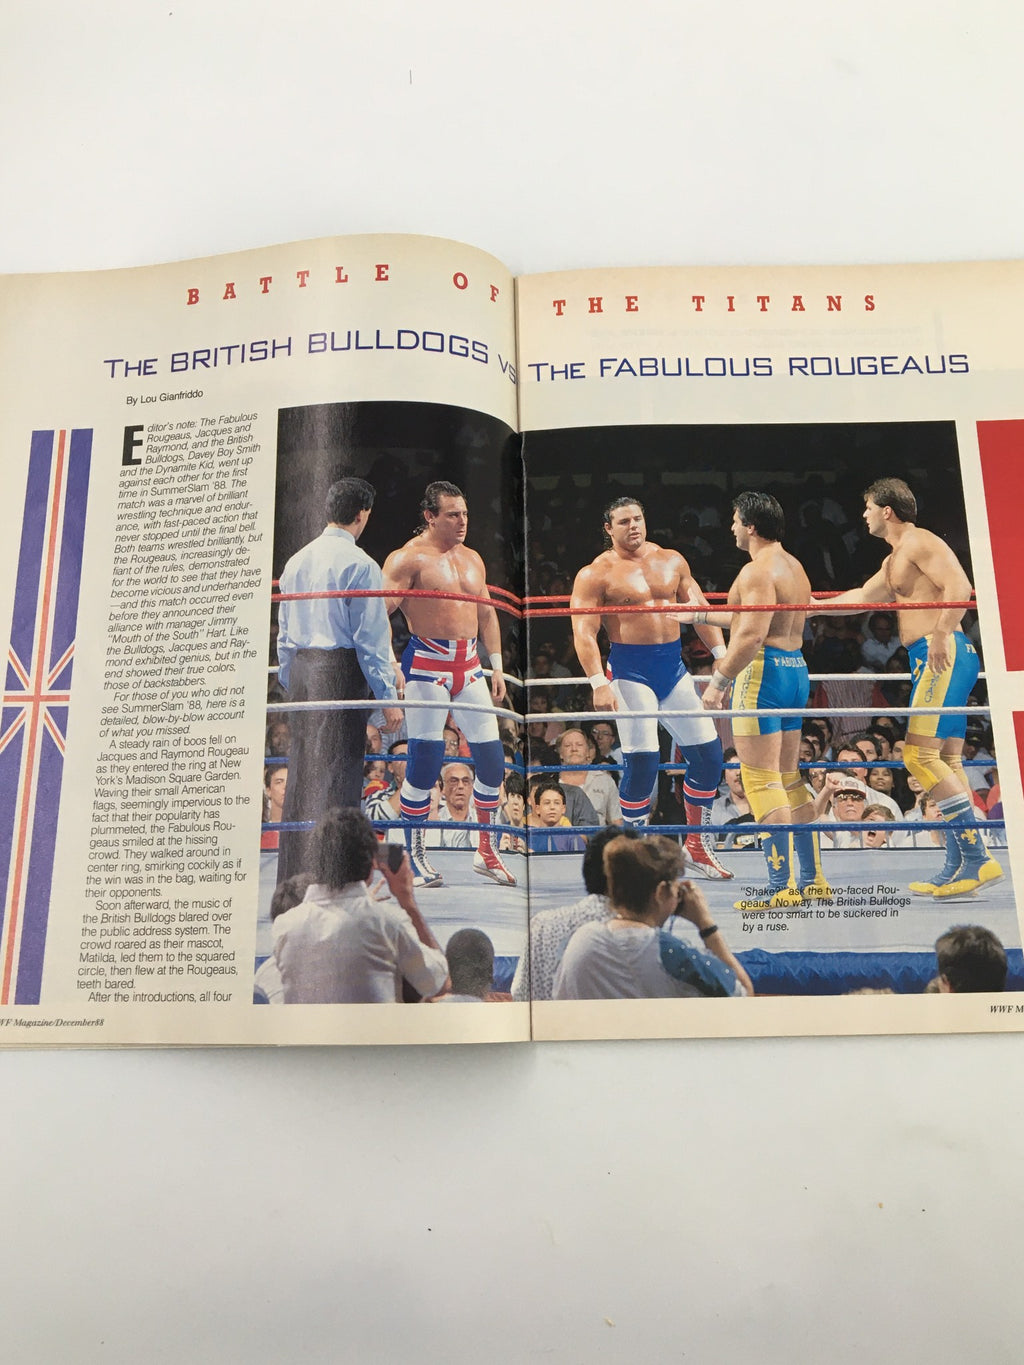 BATTLE OF THE TITANS
THE BRITISH BULLDOGS VS THE FABULOUS ROUGEAUS
By Lou Gianfriddo
Editor's note: The Fabulous
Rougeaus, Jacques and
Raymond, and the British
Bulldogs, Davey Boy Smith
and the Dynamite Kid, went up
against each other for the first
time in SummerSlam '88. The
match was a marvel of brilliant
wrestling technique and endur-
ance, with fast-paced action that
never stopped until the final bell.
Both teams wrestled brilliantly, but
the Rougeaus, increasingly de-
fiant of the rules, demonstrated
for the world to see that they have
become vicious and underhanded
—and this match occurred even
before they announced their
alliance with manager Jimmy
"Mouth of the South" Hart. Like
the Bulldogs, Jacques and Ray-
mond exhibited genius, but in the
end showed their true colors,
those of backstabbers.
For those of you who did not
see SummerSlam '88, here is a
detailed, blow-by-blow account
of what you missed.
A steady rain of boos fell on
Jacques and Raymond Rougeau
as they entered the ring at New
York's Madison Square Garden.
Waving their small American
flags, seemingly impervious to the
fact that their popularity has
plummeted, the Fabulous Rou-
geaus smiled at the hissing
crowd. They walked around in
center ring, smirking cockily as if
the win was in the bag, waiting for
their opponents.
Soon afterward, the music of
the British Bulldogs blared over
the public address system. The
crowd roared as their mascot,
Matilda, led them to the squared
circle, then flew at the Rougeaus,
teeth bared.
After the introductions, all four
"Shake?" ask the two-faced Rou-
geaus. No way. The British Bulldogs
were too smart to be suckered in
by a ruse.
WF Magazine/December88
WWF M